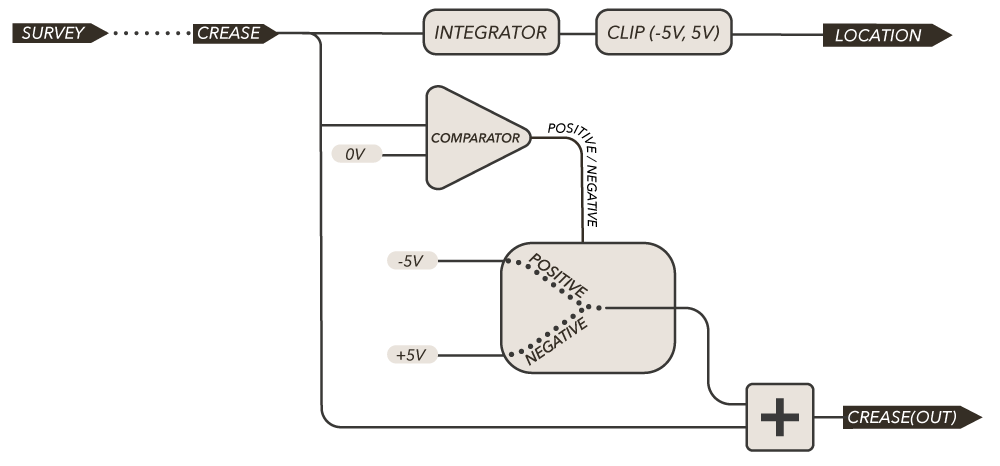 SURVEY
CREASE
INTEGRATOR
CLIP (-5V, 5V)
LOCATION
COMPARATOR
0V
POSITIVE / NEGATIVE
-5V
POSITIVE
+5V
NEGATIVE
+
CREASE(OUT)